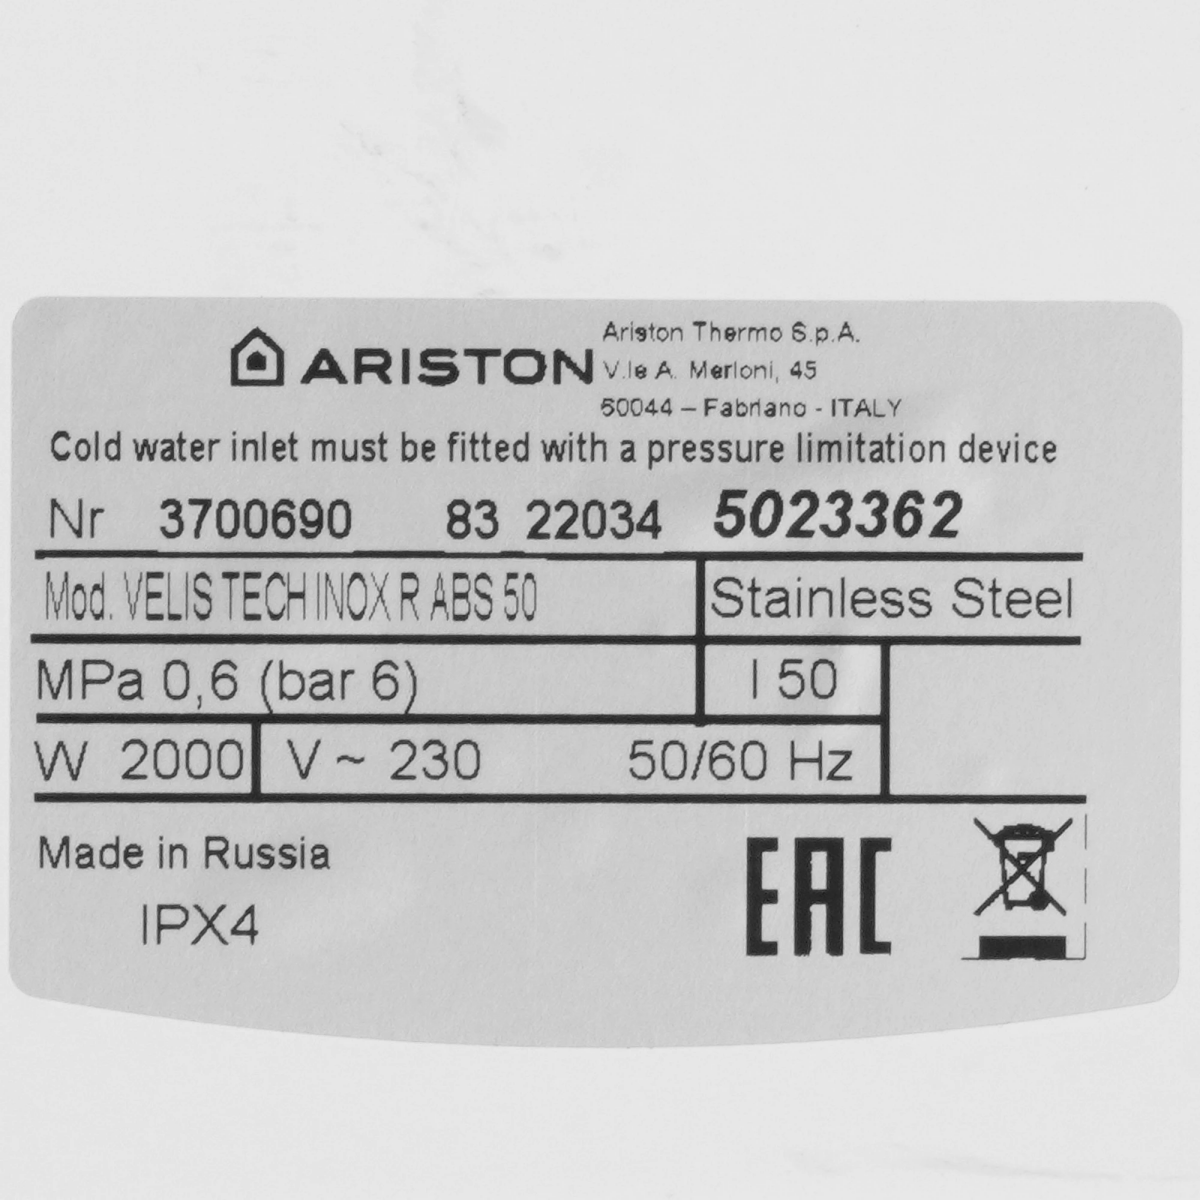 ARISTON
Ariston Thermo S.p.A.
V.le A. Merloni, 45
60044 – Fabriano - ITALY
Cold water inlet must be fitted with a pressure limitation device
Nr 3700690 83 22034 5023362
Mod. VELIS TECH INOX R ABS 50
Stainless Steel
MPa 0,6 (bar 6)
l 50
W 2000
V ~ 230 50/60 Hz
Made in Russia
IPX4
EAC